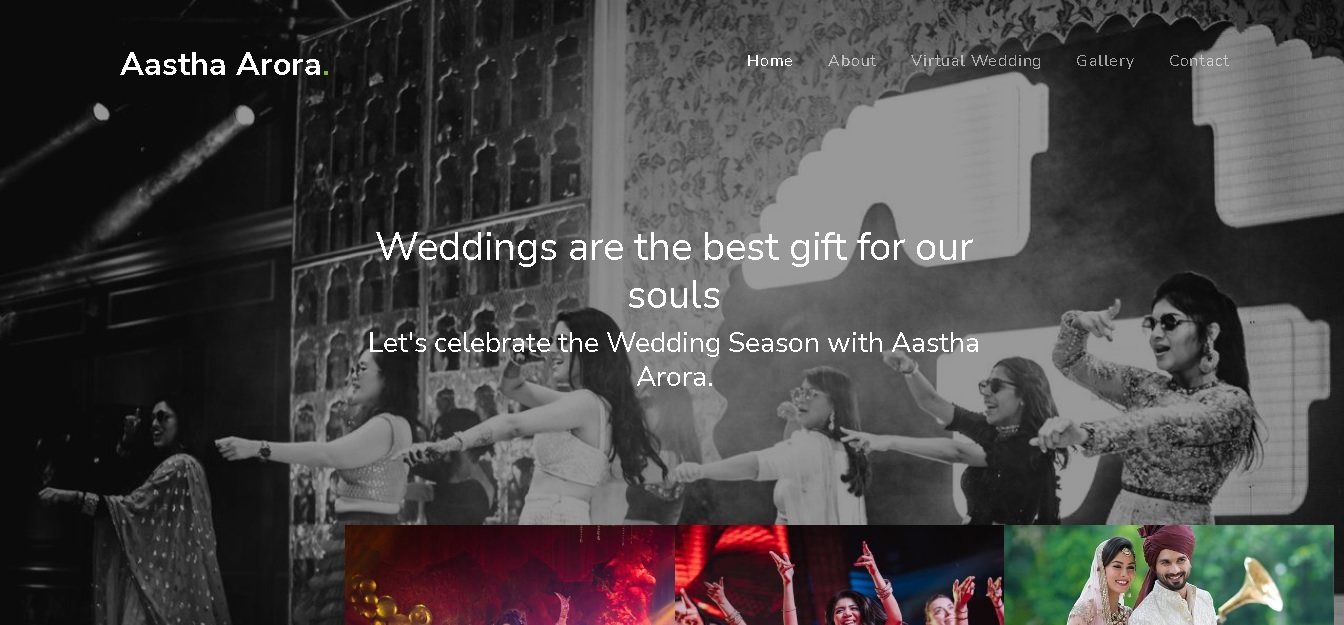 Aastha Arora.
Home About Virtual Wedding Gallery Contact
Weddings are the best gift for our
souls
Let's celebrate the Wedding Season with Aastha
Arora.